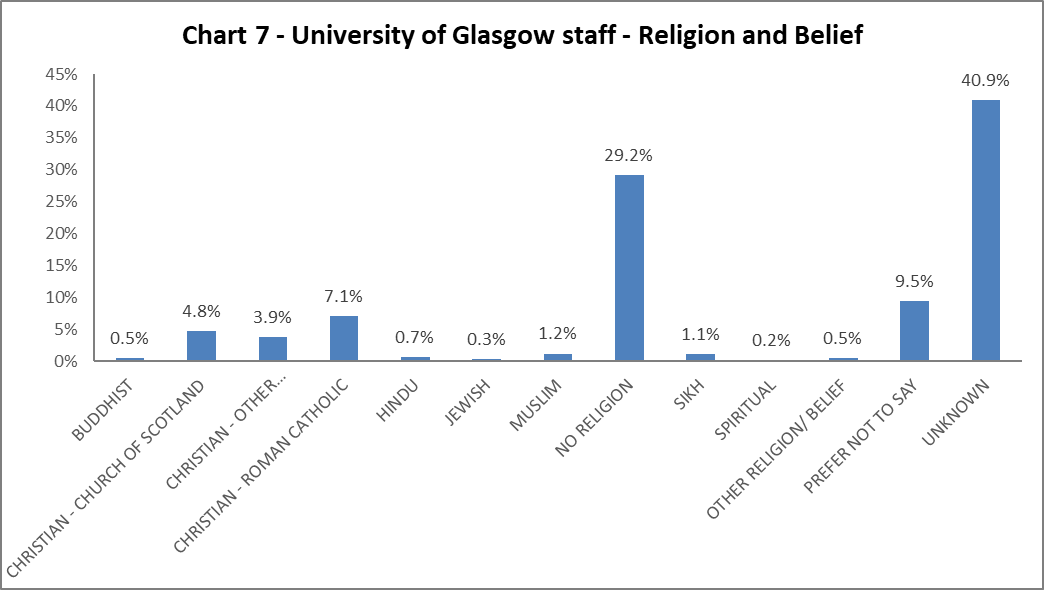 Chart 7 - University of Glasgow staff - Religion and Belief
45%
40%
35%
30%
25%
20%
15%
10%
5%
0%
0.5%
4.8%
3.9%
7.1%
0.7%
0.3%
1.2%
29.2%
1.1%
0.2%
0.5%
9.5%
40.9%
BUDDHIST
CHRISTIAN - CHURCH OF SCOTLAND
CHRISTIAN - OTHER...
CHRISTIAN - ROMAN CATHOLIC
HINDU
JEWISH
MUSLIM
NO RELIGION
SIKH
SPIRITUAL
OTHER RELIGION/ BELIEF
PREFER NOT TO SAY
UNKNOWN